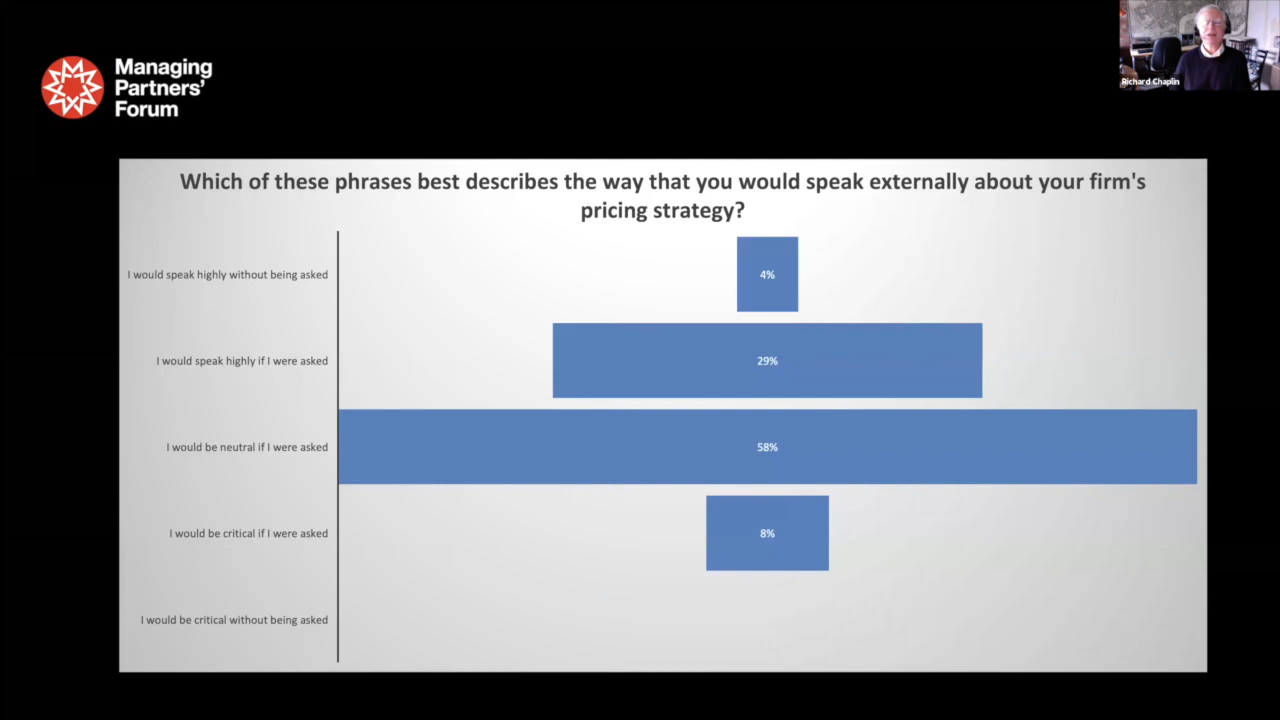 Managing
Partners'
Forum
Richard Chaplin
Which of these phrases best describes the way that you would speak externally about your firm's
pricing strategy?
I would speak highly without being asked
4%
I would speak highly if I were asked
29%
I would be neutral if I were asked
58%
I would be critical if I were asked
8%
I would be critical without being asked